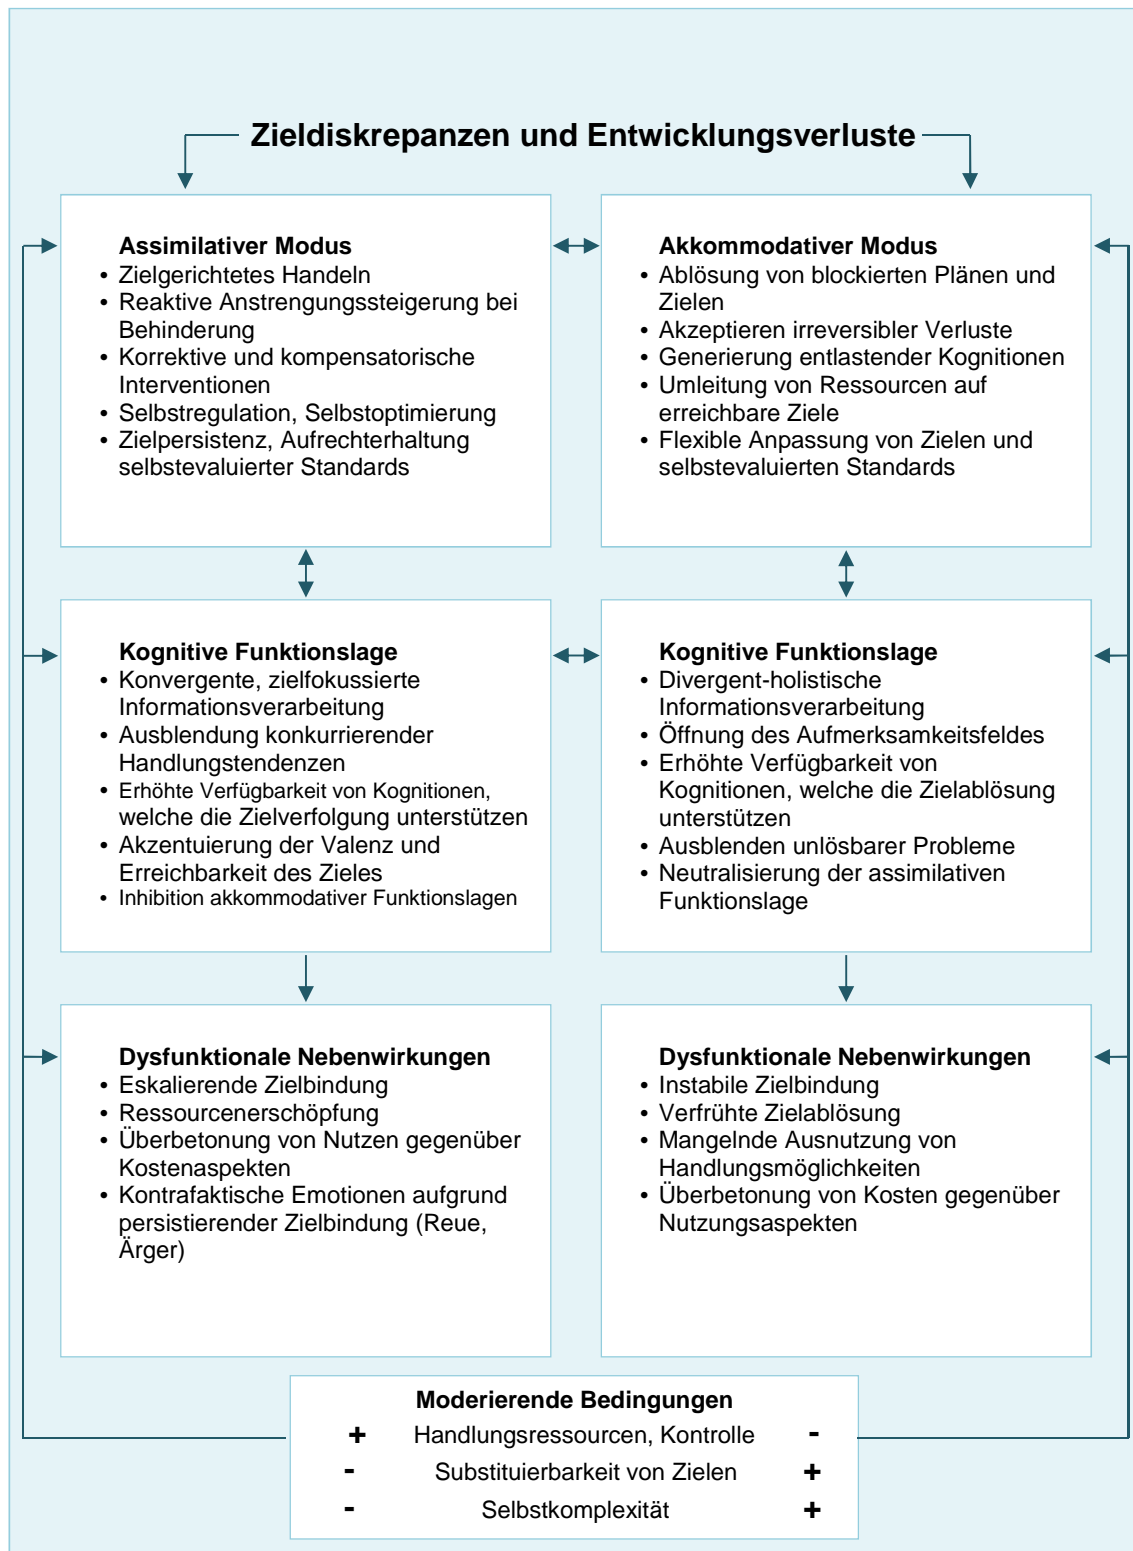 Zieldiskrepanzen und Entwicklungsverluste
Assimilativer Modus
• Zielgerichtetes Handeln
• Reaktive Anstrengungssteigerung bei
Behinderung
• Korrektive und kompensatorische
Interventionen
• Selbstregulation, Selbstoptimierung
• Zielpersistenz, Aufrechterhaltung
selbstevaluierter Standards
Akkommodativer Modus
• Ablösung von blockierten Plänen und
Zielen
• Akzeptieren irreversibler Verluste
• Generierung entlastender Kognitionen
• Umleitung von Ressourcen auf
erreichbare Ziele
• Flexible Anpassung von Zielen und
selbstevaluierten Standards
Kognitive Funktionslage
• Konvergente, zielfokussierte
Informationsverarbeitung
• Ausblendung konkurrierender
Handlungstendenzen
• Erhöhte Verfügbarkeit von Kognitionen,
welche die Zielverfolgung unterstützen
• Akzentuierung der Valenz und
Erreichbarkeit des Zieles
• Inhibition akkommodativer Funktionslagen
Kognitive Funktionslage
• Divergent-holistische
Informationsverarbeitung
• Öffnung des Aufmerksamkeitsfeldes
• Erhöhte Verfügbarkeit von
Kognitionen, welche die Zielablösung
unterstützen
• Ausblenden unlösbarer Probleme
• Neutralisierung der assimilativen
Funktionslage
Dysfunktionale Nebenwirkungen
• Eskalierende Zielbindung
• Ressourcenerschöpfung
• Überbetonung von Nutzen gegenüber
Kostenaspekten
• Kontrafaktische Emotionen aufgrund
persistierender Zielbindung (Reue,
Ärger)
Dysfunktionale Nebenwirkungen
• Instabile Zielbindung
• Verfrühte Zielablösung
• Mangelnde Ausnutzung von
Handlungsmöglichkeiten
• Überbetonung von Kosten gegenüber
Nutzungsaspekten
Moderierende Bedingungen
+ Handlungsressourcen, Kontrolle -
- Substituierbarkeit von Zielen +
- Selbstkomplexität +